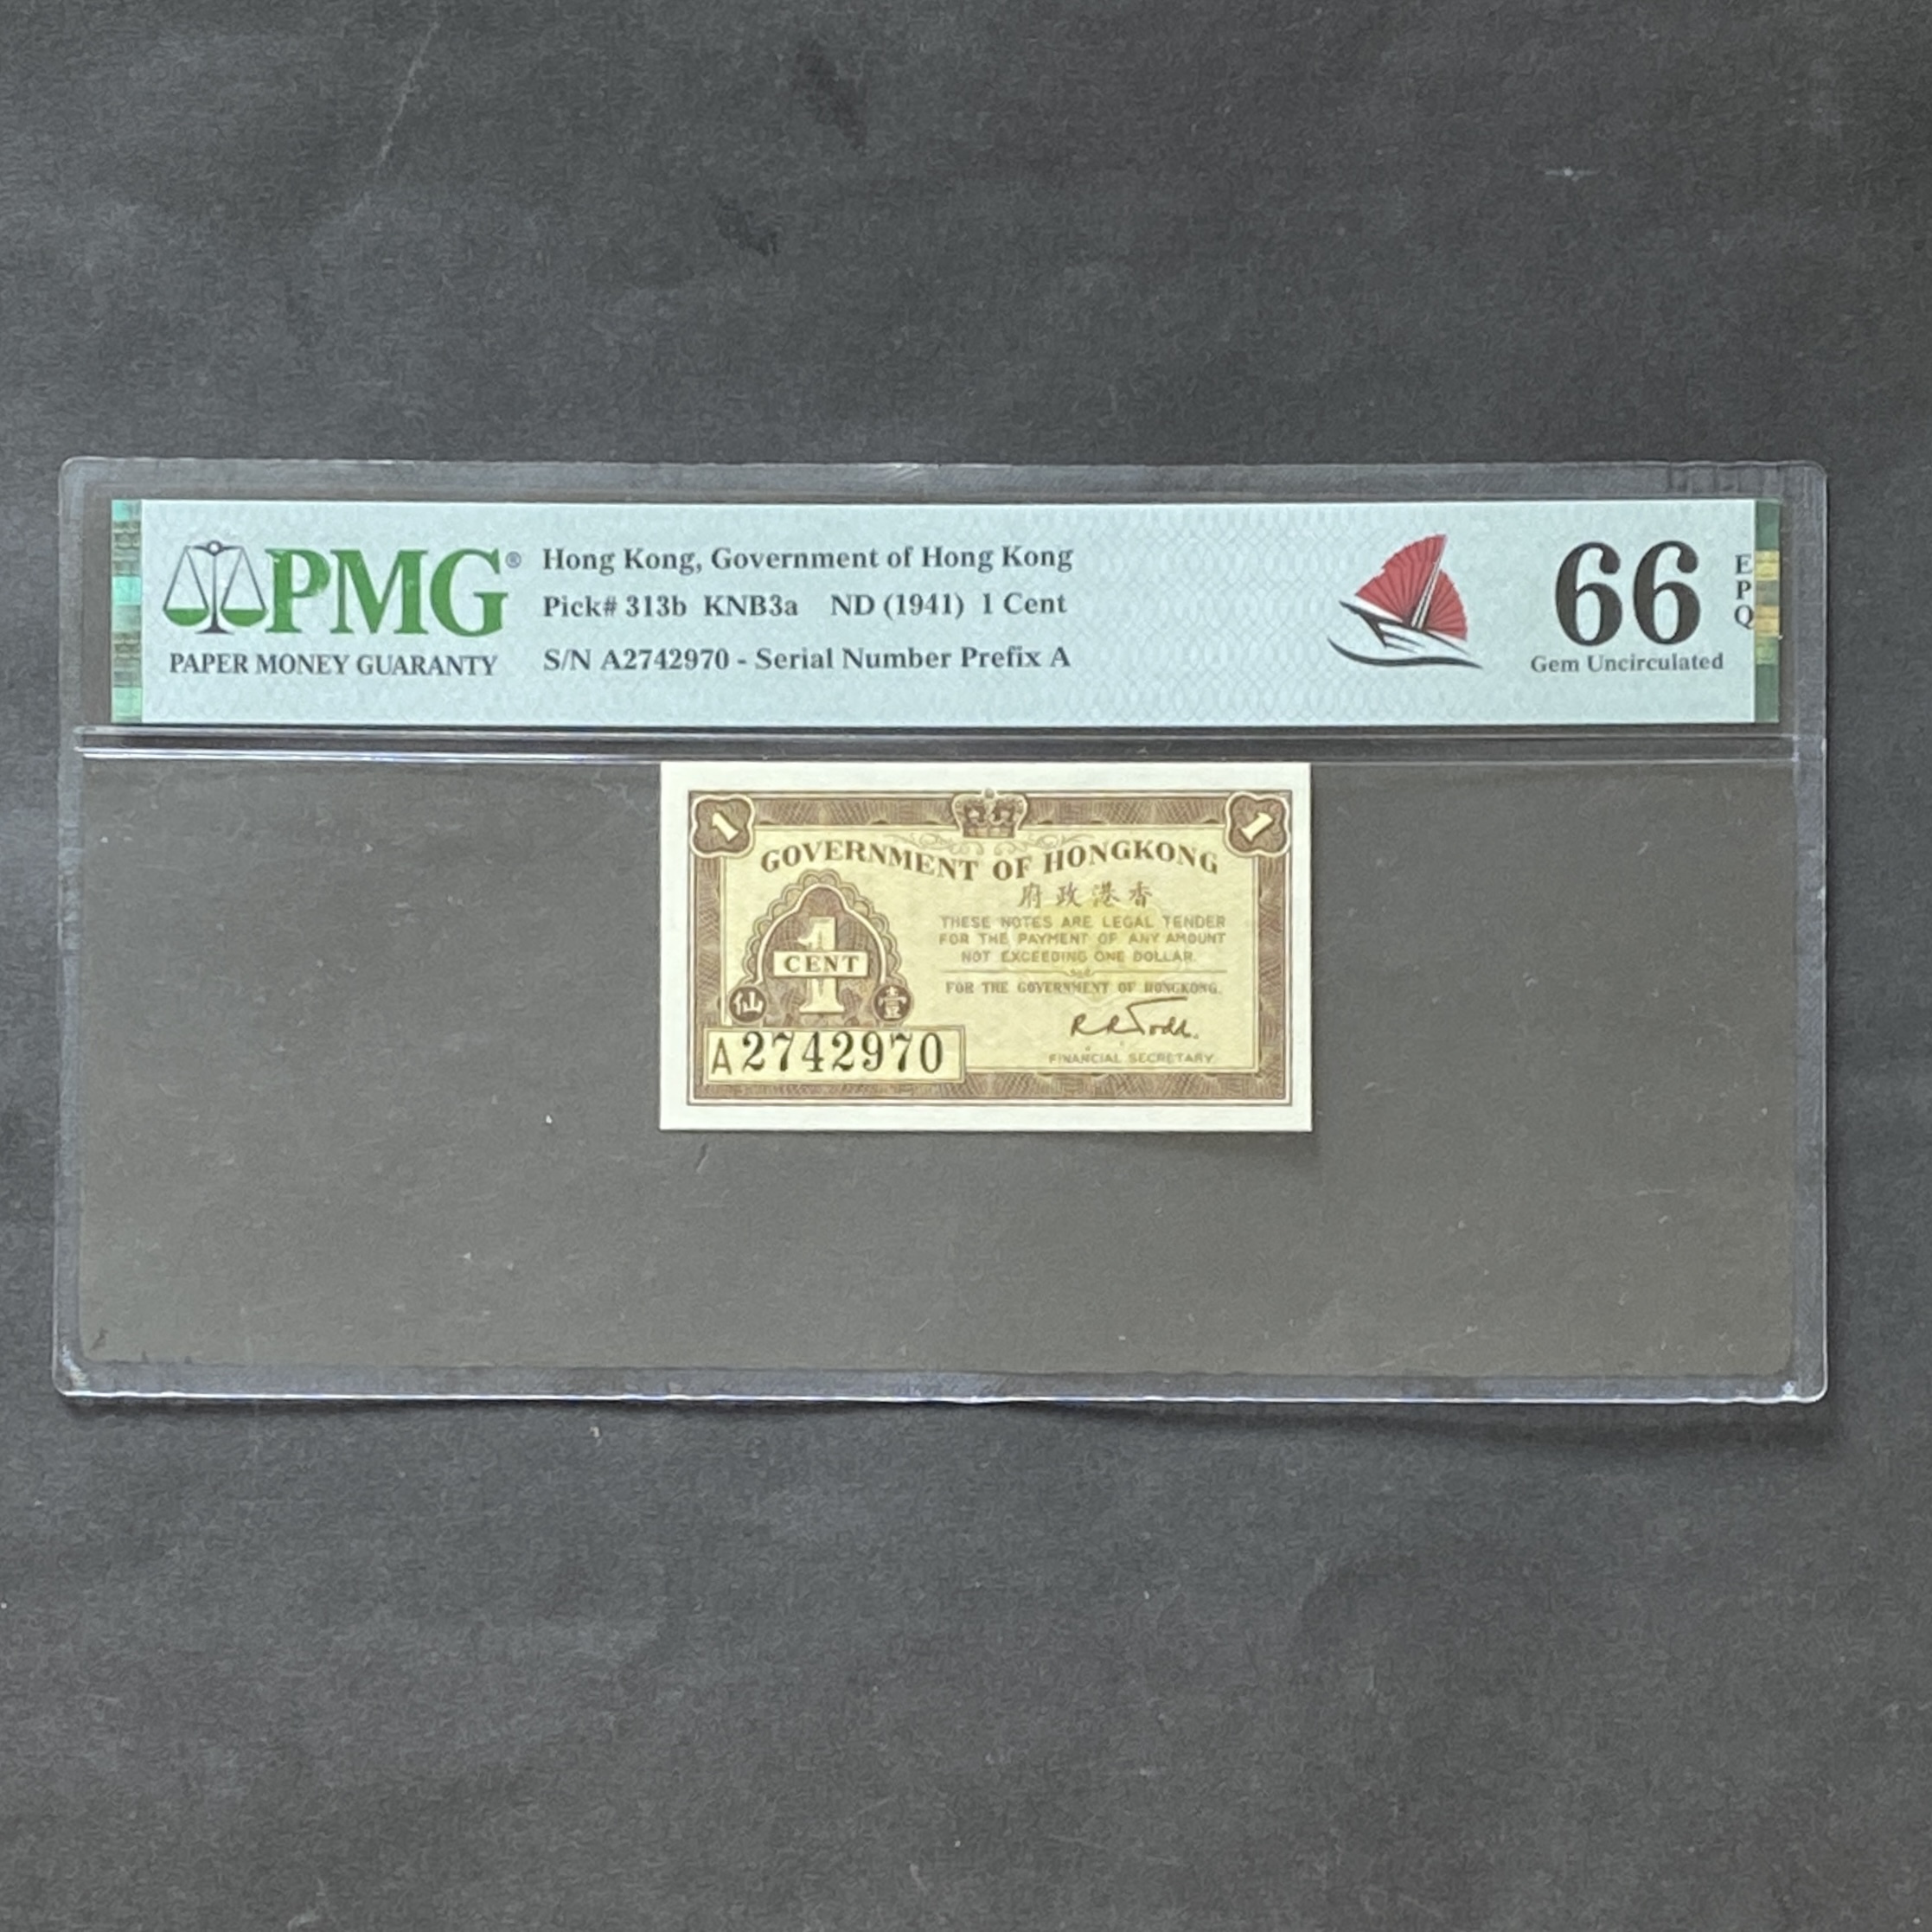 PMG®
PAPER MONEY GUARANTY
Hong Kong, Government of Hong Kong
Pick# 313b KNB3a ND (1941) 1 Cent
S/N A2742970 - Serial Number Prefix A
66
EPQ
Gem Uncirculated
1
1
GOVERNMENT OF HONGKONG
府政港香
THESE NOTES ARE LEGAL TENDER
FOR THE PAYMENT OF ANY AMOUNT
NOT EXCEEDING ONE DOLLAR.
FOR THE GOVERNMENT OF HONGKONG.
R R Todd.
FINANCIAL SECRETARY
1
CENT
仙 壹
A 2742970